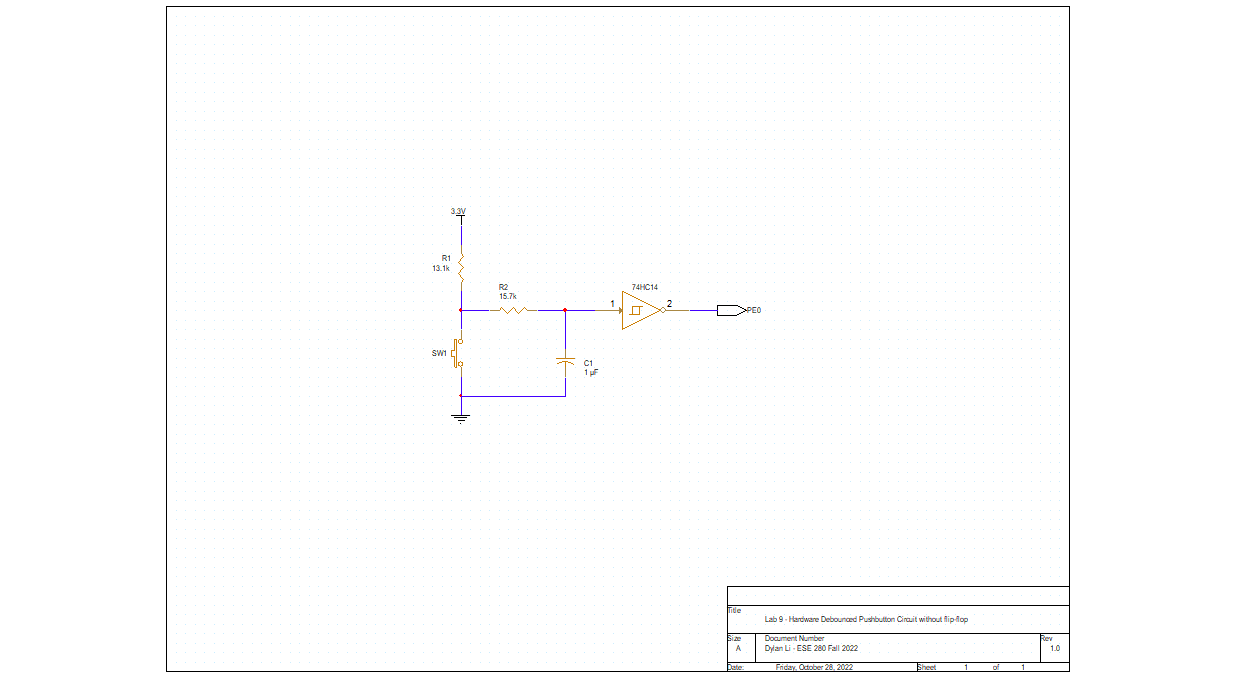 3.3V
R1
13.1k
R2
15.7k
74HC14
1
2
PE0
SW1
C1
1 µF
Title
Lab 9 - Hardware Debounced Pushbutton Circuit without flip-flop
Size
Document Number
Rev
A
Dylan Li - ESE 280 Fall 2022
1.0
Date:
Friday, October 28, 2022
Sheet
1
of
1